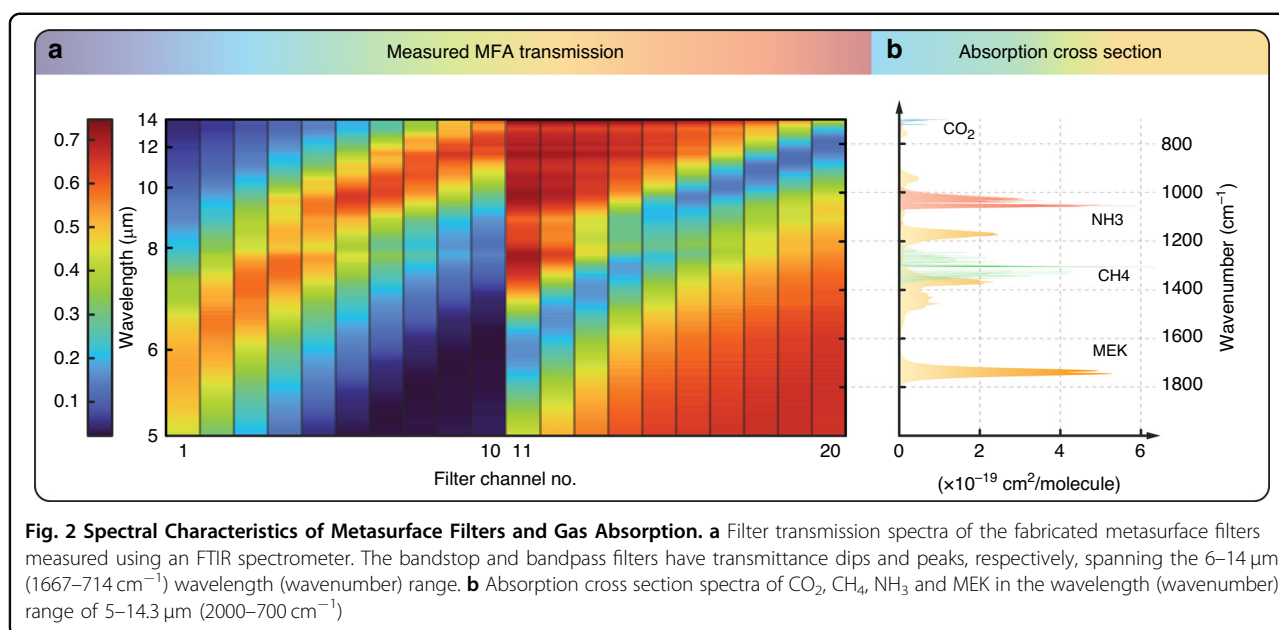 a
Measured MFA transmission
b
Absorption cross section
0.7
0.6
0.5
0.4
0.3
0.2
0.1
Wavelength (µm)
14
12
10
8
6
5
1
10
11
20
Filter channel no.
CO₂
NH3
CH4
MEK
800
1000
1200
1400
1600
1800
Wavenumber (cm⁻¹)
0
2
4
6
(×10⁻¹⁹ cm²/molecule)
Fig. 2 Spectral Characteristics of Metasurface Filters and Gas Absorption. a Filter transmission spectra of the fabricated metasurface filters
measured using an FTIR spectrometer. The bandstop and bandpass filters have transmittance dips and peaks, respectively, spanning the 6–14 µm
(1667–714 cm⁻¹) wavelength (wavenumber) range. b Absorption cross section spectra of CO₂, CH₄, NH₃ and MEK in the wavelength (wavenumber)
range of 5–14.3 µm (2000–700 cm⁻¹)